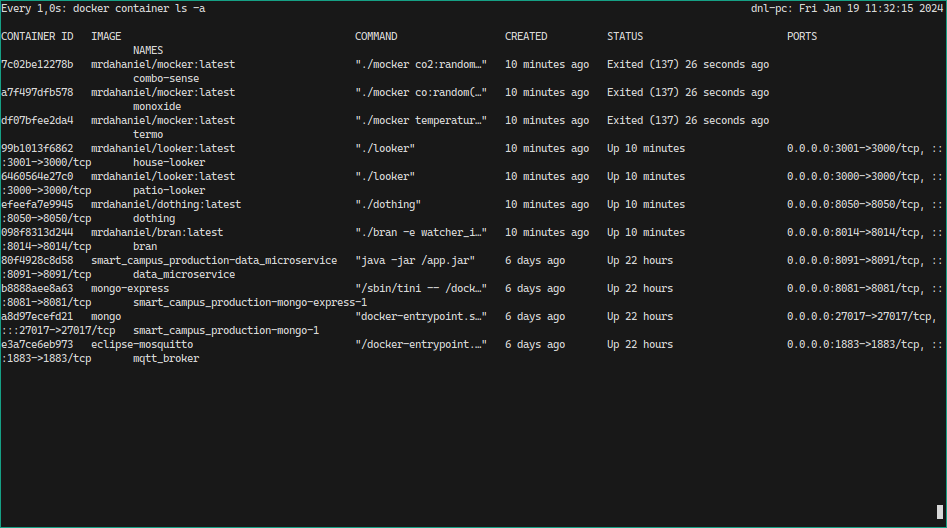 Every 1,0s: docker container ls -a dnl-pc: Fri Jan 19 11:32:15 2024
CONTAINER ID IMAGE COMMAND CREATED STATUS PORTS
NAMES
7c02be12278b mrdahaniel/mocker:latest "./mocker co2:random…" 10 minutes ago Exited (137) 26 seconds ago
combo-sense
a7f497dfb578 mrdahaniel/mocker:latest "./mocker co:random(…" 10 minutes ago Exited (137) 26 seconds ago
monoxide
df07bfee2da4 mrdahaniel/mocker:latest "./mocker temperatur…" 10 minutes ago Exited (137) 26 seconds ago
termo
99b1013f6862 mrdahaniel/looker:latest "./looker" 10 minutes ago Up 10 minutes 0.0.0.0:3001->3000/tcp, ::
:3001->3000/tcp house-looker
6460564e27c0 mrdahaniel/looker:latest "./looker" 10 minutes ago Up 10 minutes 0.0.0.0:3000->3000/tcp, ::
:3000->3000/tcp patio-looker
efeefa7e9945 mrdahaniel/dothing:latest "./dothing" 10 minutes ago Up 10 minutes 0.0.0.0:8050->8050/tcp, ::
:8050->8050/tcp dothing
098f8313d244 mrdahaniel/bran:latest "./bran -e watcher_i…" 10 minutes ago Up 10 minutes 0.0.0.0:8014->8014/tcp, ::
:8014->8014/tcp bran
80f4928c8d58 smart_campus_production-data_microservice "java -jar /app.jar" 6 days ago Up 22 hours 0.0.0.0:8091->8091/tcp, ::
:8091->8091/tcp data_microservice
b8888aee8a63 mongo-express "/sbin/tini -- /dock…" 6 days ago Up 22 hours 0.0.0.0:8081->8081/tcp, ::
:8081->8081/tcp smart_campus_production-mongo-express-1
a8d97ecefd21 mongo "docker-entrypoint.s…" 6 days ago Up 22 hours 0.0.0.0:27017->27017/tcp,
:::27017->27017/tcp smart_campus_production-mongo-1
e3a7ce6eb973 eclipse-mosquitto "/docker-entrypoint.…" 6 days ago Up 22 hours 0.0.0.0:1883->1883/tcp, ::
:1883->1883/tcp mqtt_broker